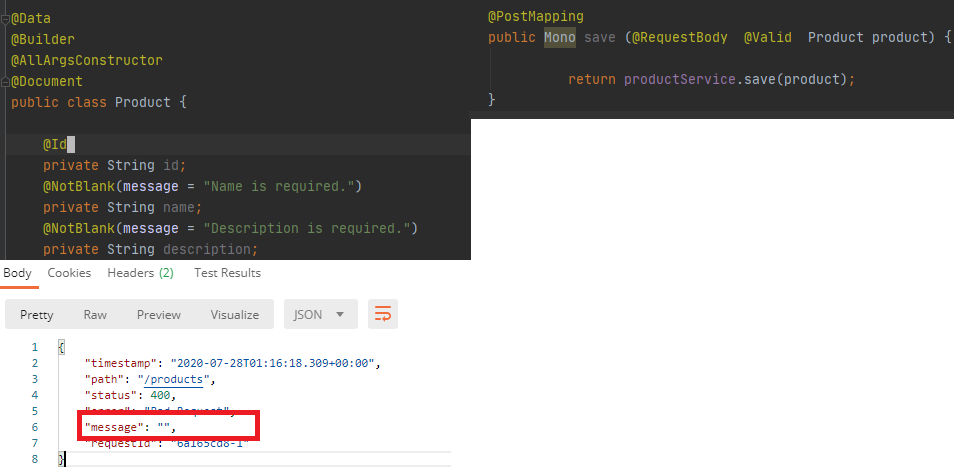 @Data
@Builder
@AllArgsConstructor
@Document
public class Product {
@Id
private String id;
@NotBlank(message = "Name is required.")
private String name;
@NotBlank(message = "Description is required.")
private String description;
@PostMapping
public Mono save (@RequestBody @Valid Product product) {
return productService.save(product);
}
Body Cookies Headers (2) Test Results
Pretty Raw Preview Visualize JSON
1 {
2 "timestamp": "2020-07-28T01:16:18.309+00:00",
3 "path": "/products",
4 "status": 400,
5 "error": "Bad Request",
6 "message": "",
7 "requestId": "6a165cd8-1"
8 }